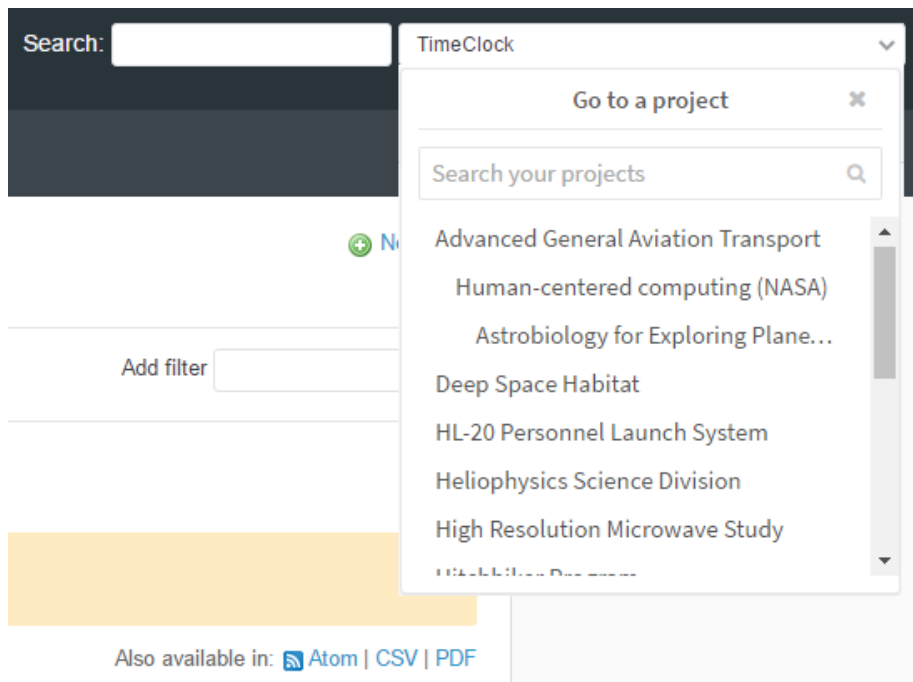 Search:
TimeClock
Go to a project
Search your projects
Advanced General Aviation Transport
Human-centered computing (NASA)
Astrobiology for Exploring Plane...
Deep Space Habitat
HL-20 Personnel Launch System
Heliophysics Science Division
High Resolution Microwave Study
Hitchhiker Program
Add filter
Also available in: Atom | CSV | PDF